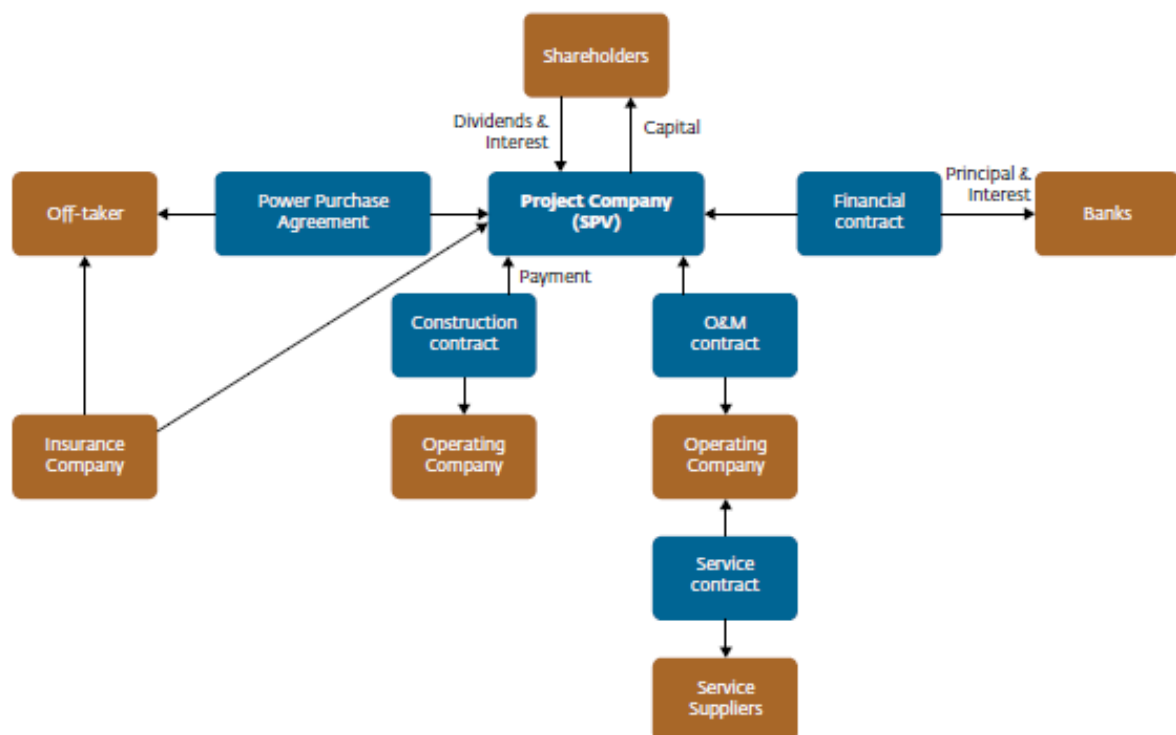 Shareholders
Dividends &
Interest
Capital
Off-taker
Power Purchase
Agreement
Project Company
(SPV)
Financial
contract
Principal &
Interest
Banks
Payment
Construction
contract
O&M
contract
Insurance
Company
Operating
Company
Operating
Company
Service
contract
Service
Suppliers